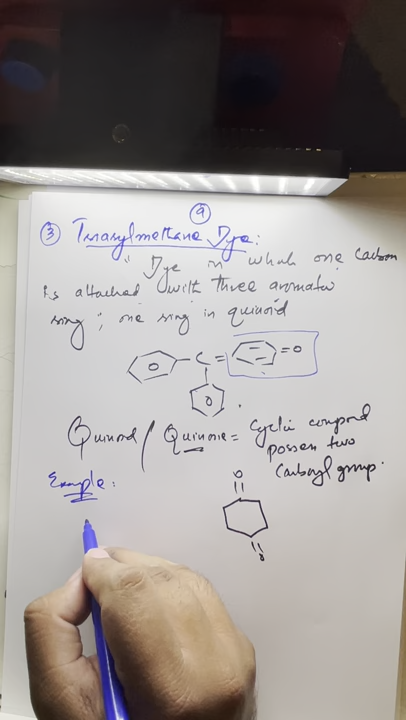 9
③ Triarylmethane Dye:
" Dye in which one Carbon
is attached with three aromatic
ring; one ring in quinoid
C = =O
Quinoid / Quinone = Cyclic compond
possess two
Carbonyl group.
Example:
O
O